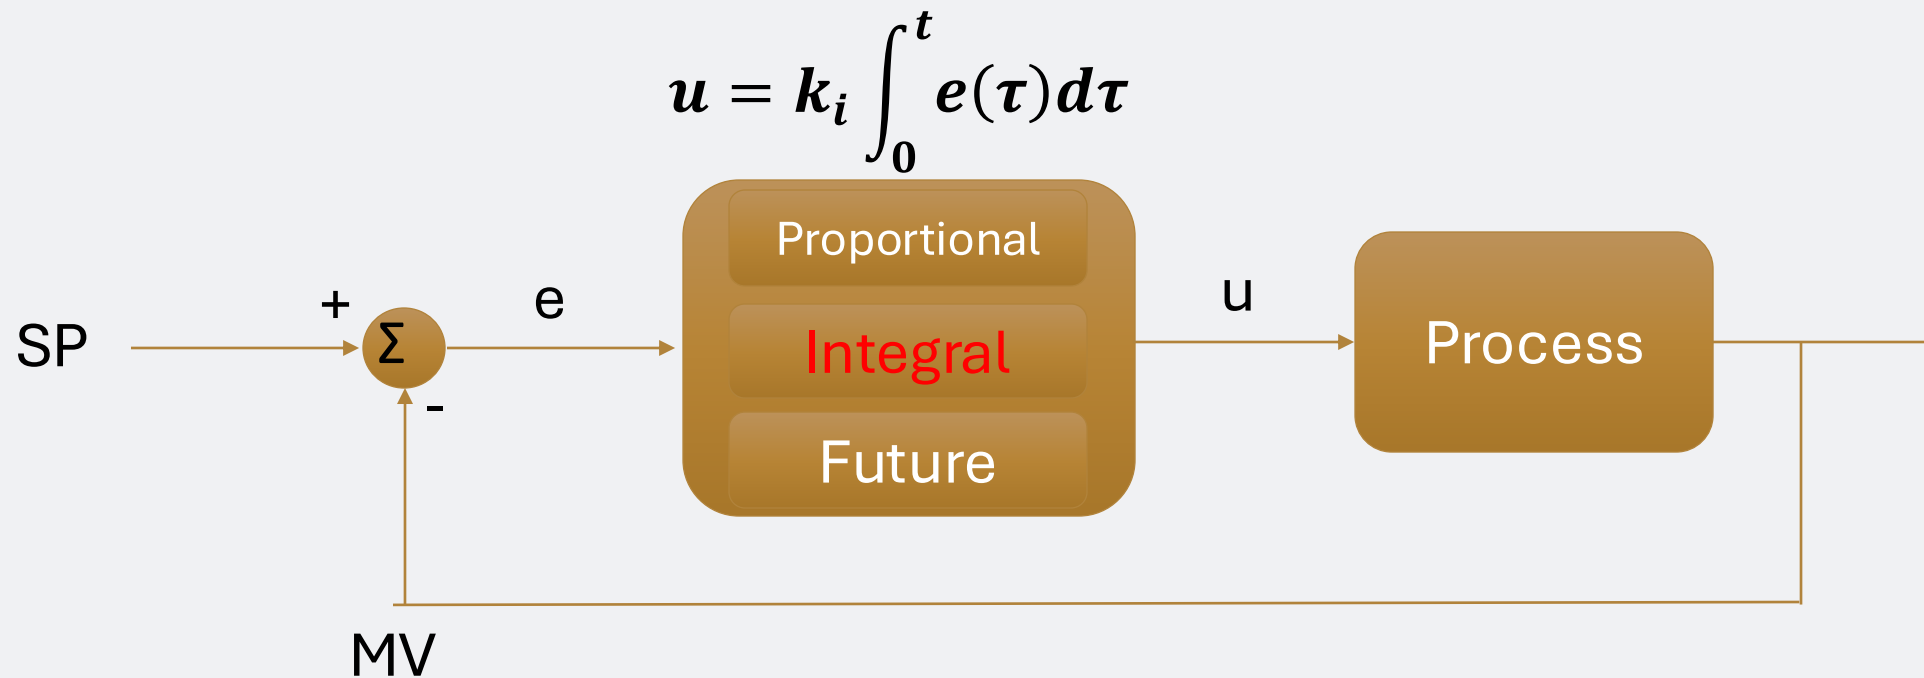 u = k_i ∫_0^t e(τ)dτ
Proportional
+
e
u
SP
Σ
Integral
Process
-
Future
MV